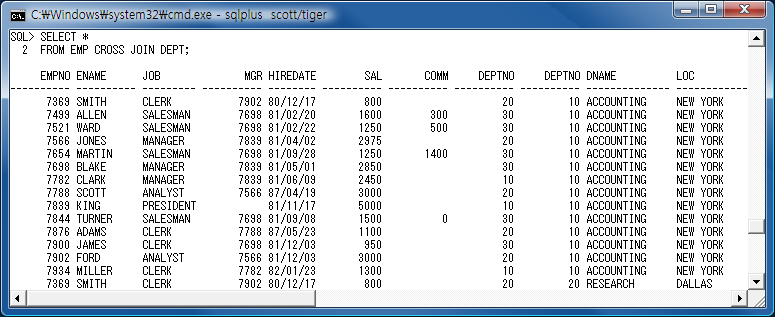 C:₩Windows₩system32₩cmd.exe - sqlplus  scott/tiger
SQL> SELECT *
  2  FROM EMP CROSS JOIN DEPT;
EMPNO ENAME JOB MGR HIREDATE SAL COMM DEPTNO DEPTNO DNAME LOC
7369 SMITH CLERK 7902 80/12/17 800 20 10 ACCOUNTING NEW YORK
7499 ALLEN SALESMAN 7698 81/02/20 1600 300 30 10 ACCOUNTING NEW YORK
7521 WARD SALESMAN 7698 81/02/22 1250 500 30 10 ACCOUNTING NEW YORK
7566 JONES MANAGER 7839 81/04/02 2975 20 10 ACCOUNTING NEW YORK
7654 MARTIN SALESMAN 7698 81/09/28 1250 1400 30 10 ACCOUNTING NEW YORK
7698 BLAKE MANAGER 7839 81/05/01 2850 30 10 ACCOUNTING NEW YORK
7782 CLARK MANAGER 7839 81/06/09 2450 10 10 ACCOUNTING NEW YORK
7788 SCOTT ANALYST 7566 87/04/19 3000 20 10 ACCOUNTING NEW YORK
7839 KING PRESIDENT 81/11/17 5000 10 10 ACCOUNTING NEW YORK
7844 TURNER SALESMAN 7698 81/09/08 1500 0 30 10 ACCOUNTING NEW YORK
7876 ADAMS CLERK 7788 87/05/23 1100 20 10 ACCOUNTING NEW YORK
7900 JAMES CLERK 7698 81/12/03 950 30 10 ACCOUNTING NEW YORK
7902 FORD ANALYST 7566 81/12/03 3000 20 10 ACCOUNTING NEW YORK
7934 MILLER CLERK 7782 82/01/23 1300 10 10 ACCOUNTING NEW YORK
7369 SMITH CLERK 7902 80/12/17 800 20 20 RESEARCH DALLAS